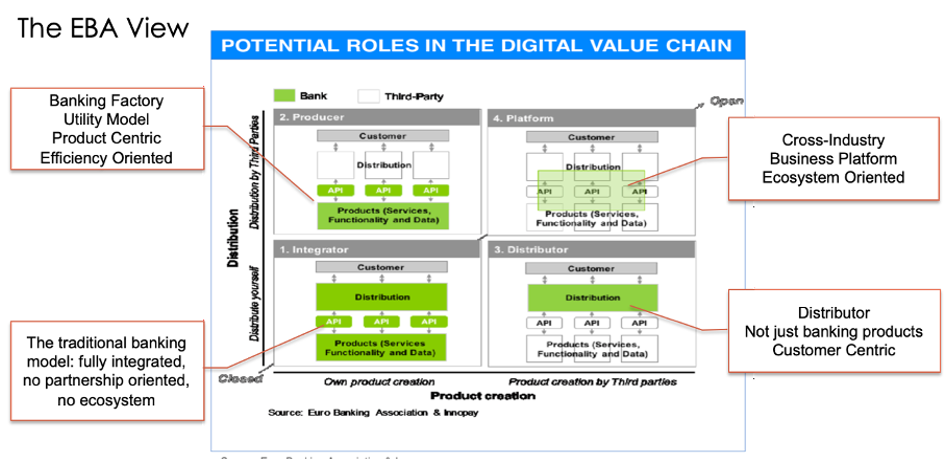 The EBA View
POTENTIAL ROLES IN THE DIGITAL VALUE CHAIN
Banking Factory
Utility Model
Product Centric
Efficiency Oriented
Bank
Third-Party
Open
2. Producer
Customer
Distribution
API API API
Products (Services,
Functionality and Data)
4. Platform
Customer
Distribution
API API API
Products (Services,
Functionality and Data)
Cross-Industry
Business Platform
Ecosystem Oriented
Distribution
Distribution by Third Parties
Distribute yourself
1. Integrator
Customer
Distribution
API API API
Products (Services
Functionality and Data)
3. Distributor
Customer
Distribution
API API API
Products (Services,
Functionality and Data)
The traditional banking
model: fully integrated,
no partnership oriented,
no ecosystem
Distributor
Not just banking products
Customer Centric
Closed
Own product creation
Product creation by Third parties
Product creation
Source: Euro Banking Association & Innopay